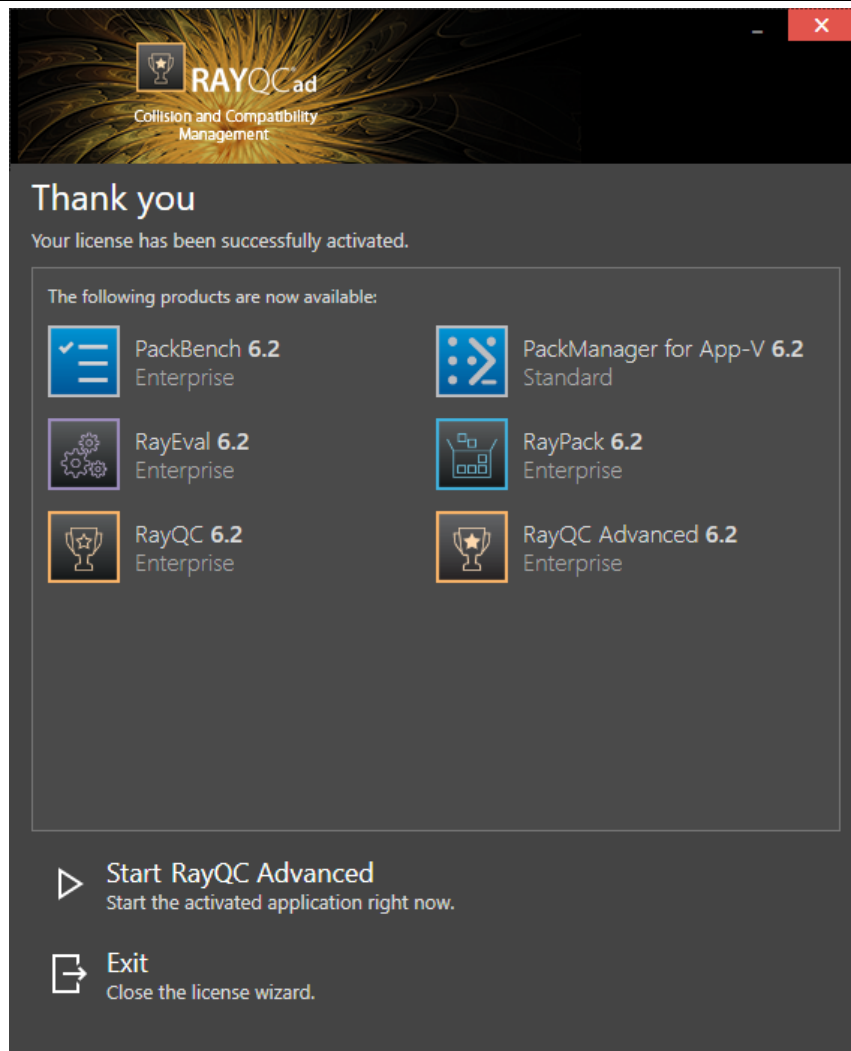 RAYQC ad
Collision and Compatibility
Management
Thank you
Your license has been successfully activated.
The following products are now available:
PackBench 6.2
Enterprise
PackManager for App-V 6.2
Standard
RayEval 6.2
Enterprise
RayPack 6.2
Enterprise
RayQC 6.2
Enterprise
RayQC Advanced 6.2
Enterprise
Start RayQC Advanced
Start the activated application right now.
Exit
Close the license wizard.